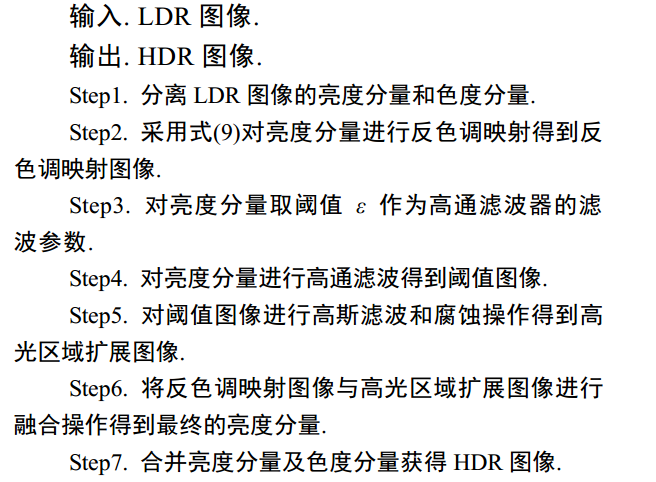 输入. LDR 图像.
输出. HDR 图像.
Step1. 分离 LDR 图像的亮度分量和色度分量.
Step2. 采用式(9)对亮度分量进行反色调映射得到反
色调映射图像.
Step3. 对亮度分量取阈值 ε 作为高通滤波器的滤
波参数.
Step4. 对亮度分量进行高通滤波得到阈值图像.
Step5. 对阈值图像进行高斯滤波和腐蚀操作得到高
光区域扩展图像.
Step6. 将反色调映射图像与高光区域扩展图像进行
融合操作得到最终的亮度分量.
Step7. 合并亮度分量及色度分量获得 HDR 图像.